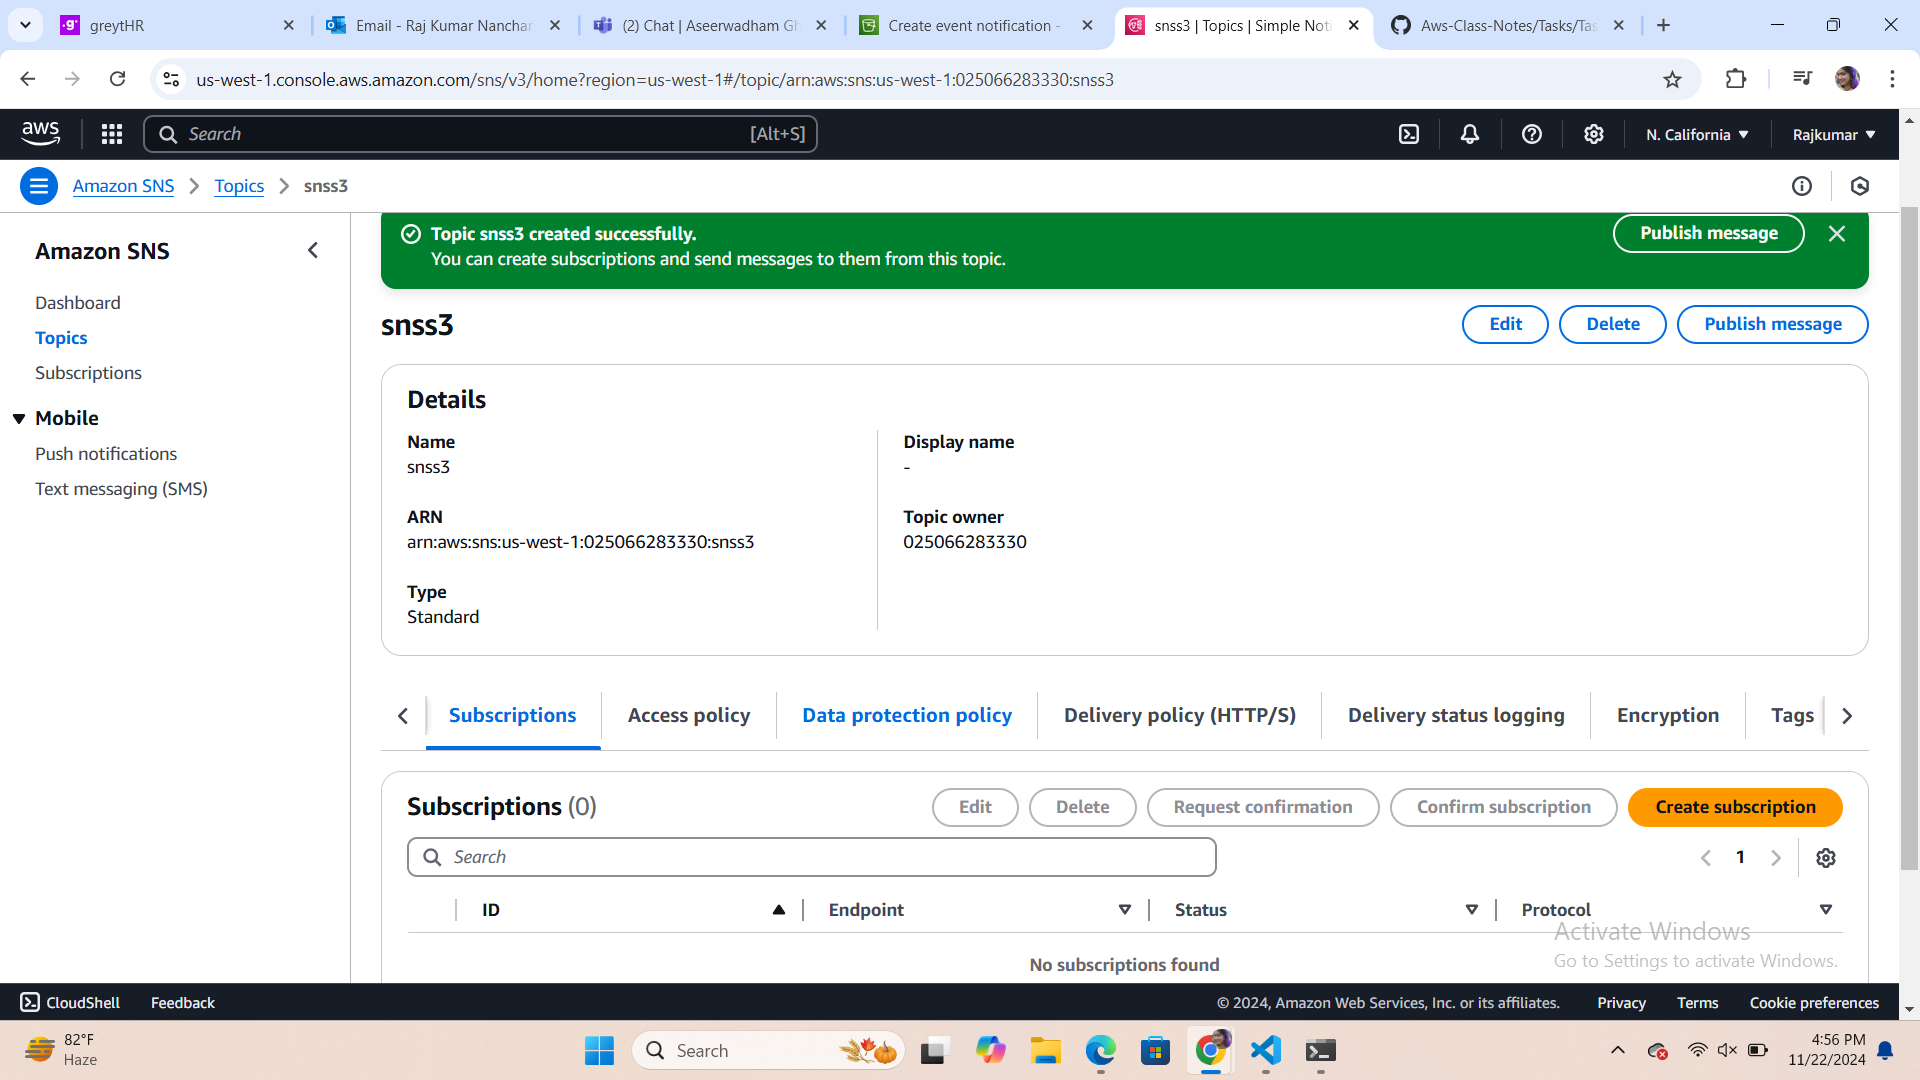 greytHR
Email - Raj Kumar Nanchar
(2) Chat | Aseerwadham Gh
Create event notification -
snss3 | Topics | Simple Noti
Aws-Class-Notes/Tasks/Tas
us-west-1.console.aws.amazon.com/sns/v3/home?region=us-west-1#/topic/arn:aws:sns:us-west-1:025066283330:snss3
aws
Search
[Alt+S]
N. California
Rajkumar
Amazon SNS
Topics
snss3
Amazon SNS
Dashboard
Topics
Subscriptions
Mobile
Push notifications
Text messaging (SMS)
Topic snss3 created successfully.
You can create subscriptions and send messages to them from this topic.
Publish message
snss3
Edit
Delete
Publish message
Details
Name
snss3
ARN
arn:aws:sns:us-west-1:025066283330:snss3
Type
Standard
Display name
-
Topic owner
025066283330
Subscriptions
Access policy
Data protection policy
Delivery policy (HTTP/S)
Delivery status logging
Encryption
Tags
Subscriptions (0)
Edit
Delete
Request confirmation
Confirm subscription
Create subscription
Search
1
ID
Endpoint
Status
Protocol
No subscriptions found
Activate Windows
Go to Settings to activate Windows.
CloudShell
Feedback
© 2024, Amazon Web Services, Inc. or its affiliates.
Privacy
Terms
Cookie preferences
82°F
Haze
Search
4:56 PM
11/22/2024